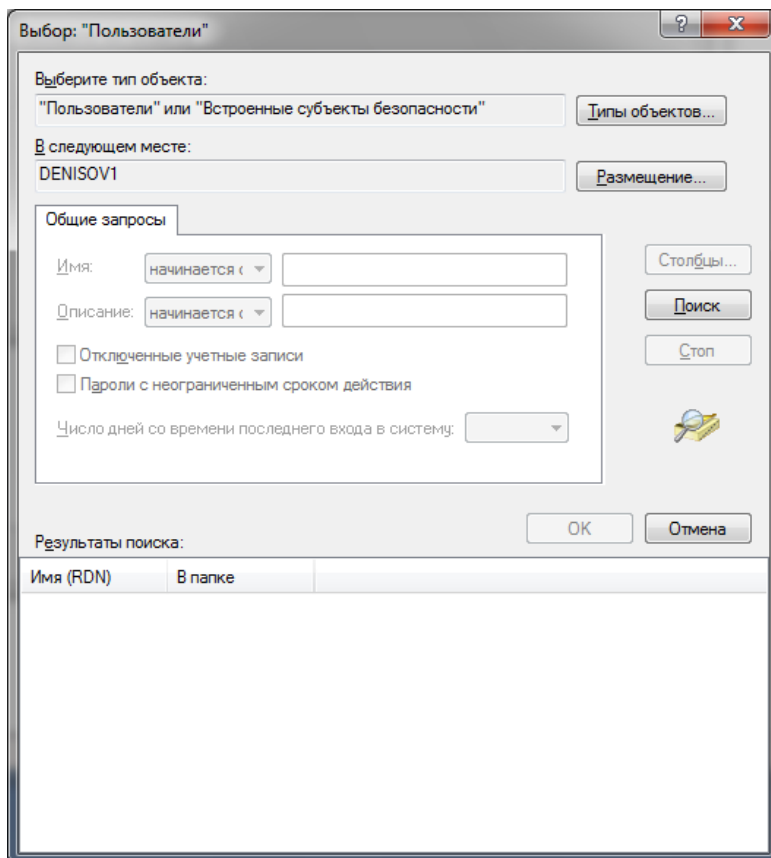 Выбор: "Пользователи"
Выберите тип объекта:
"Пользователи" или "Встроенные субъекты безопасности"
Типы объектов...
В следующем месте:
DENISOV1
Размещение...
Общие запросы
Имя:
начинается с
Описание:
начинается с
Отключенные учетные записи
Пароли с неограниченным сроком действия
Число дней со времени последнего входа в систему:
Столбцы...
Поиск
Стоп
OK
Отмена
Результаты поиска:
Имя (RDN) В папке